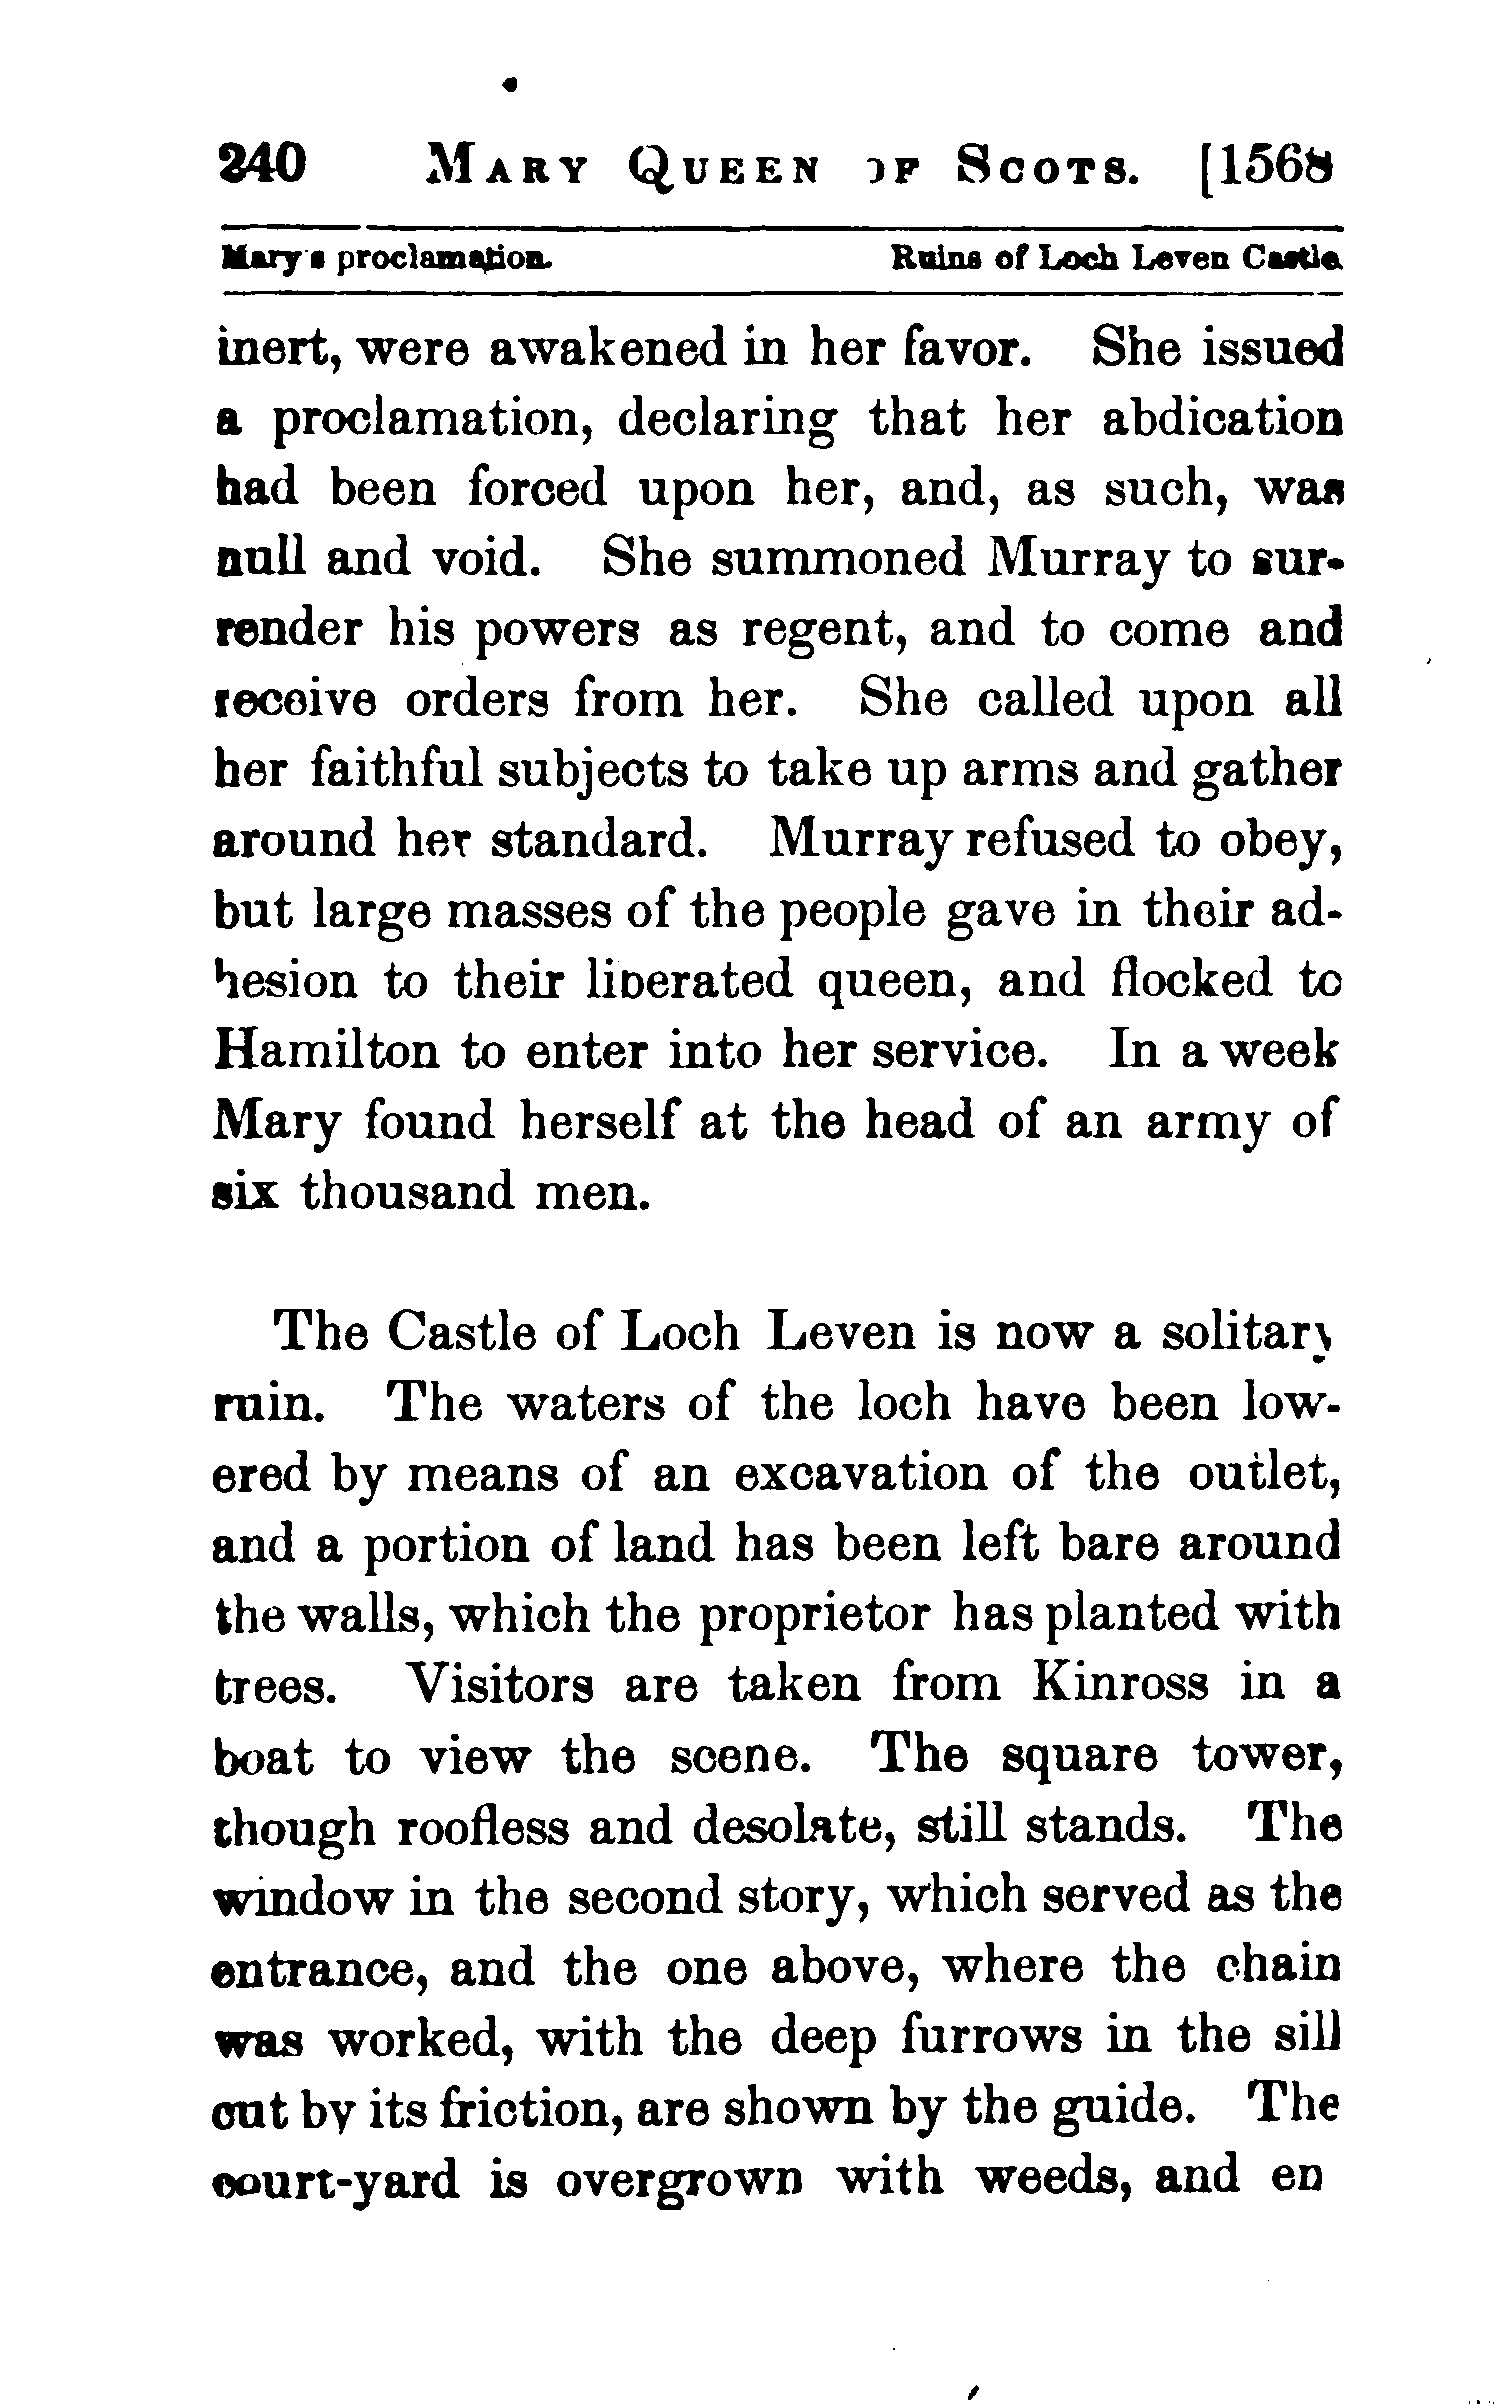 240 Mary Queen of Scots. [1568
Mary's proclamation. Ruins of Loch Leven Castle.
inert, were awakened in her favor. She issued
a proclamation, declaring that her abdication
had been forced upon her, and, as such, was
null and void. She summoned Murray to sur-
render his powers as regent, and to come and
receive orders from her. She called upon all
her faithful subjects to take up arms and gather
around her standard. Murray refused to obey,
but large masses of the people gave in their ad-
hesion to their liberated queen, and flocked to
Hamilton to enter into her service. In a week
Mary found herself at the head of an army of
six thousand men.
The Castle of Loch Leven is now a solitary
ruin. The waters of the loch have been low-
ered by means of an excavation of the outlet,
and a portion of land has been left bare around
the walls, which the proprietor has planted with
trees. Visitors are taken from Kinross in a
boat to view the scene. The square tower,
though roofless and desolate, still stands. The
window in the second story, which served as the
entrance, and the one above, where the chain
was worked, with the deep furrows in the sill
cut by its friction, are shown by the guide. The
court-yard is overgrown with weeds, and en